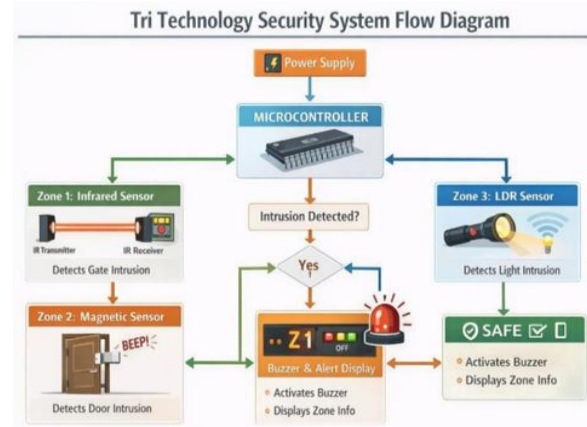 Tri Technology Security System Flow Diagram
Power Supply
MICROCONTROLLER
Zone 1: Infrared Sensor
IR Transmitter
IR Receiver
Detects Gate Intrusion
Intrusion Detected?
Zone 3: LDR Sensor
Detects Light Intrusion
Yes
Zone 2: Magnetic Sensor
BEEP!
Detects Door Intrusion
Z1
OFF
Buzzer & Alert Display
• Activates Buzzer
• Displays Zone Info
SAFE
• Activates Buzzer
• Displays Zone Info